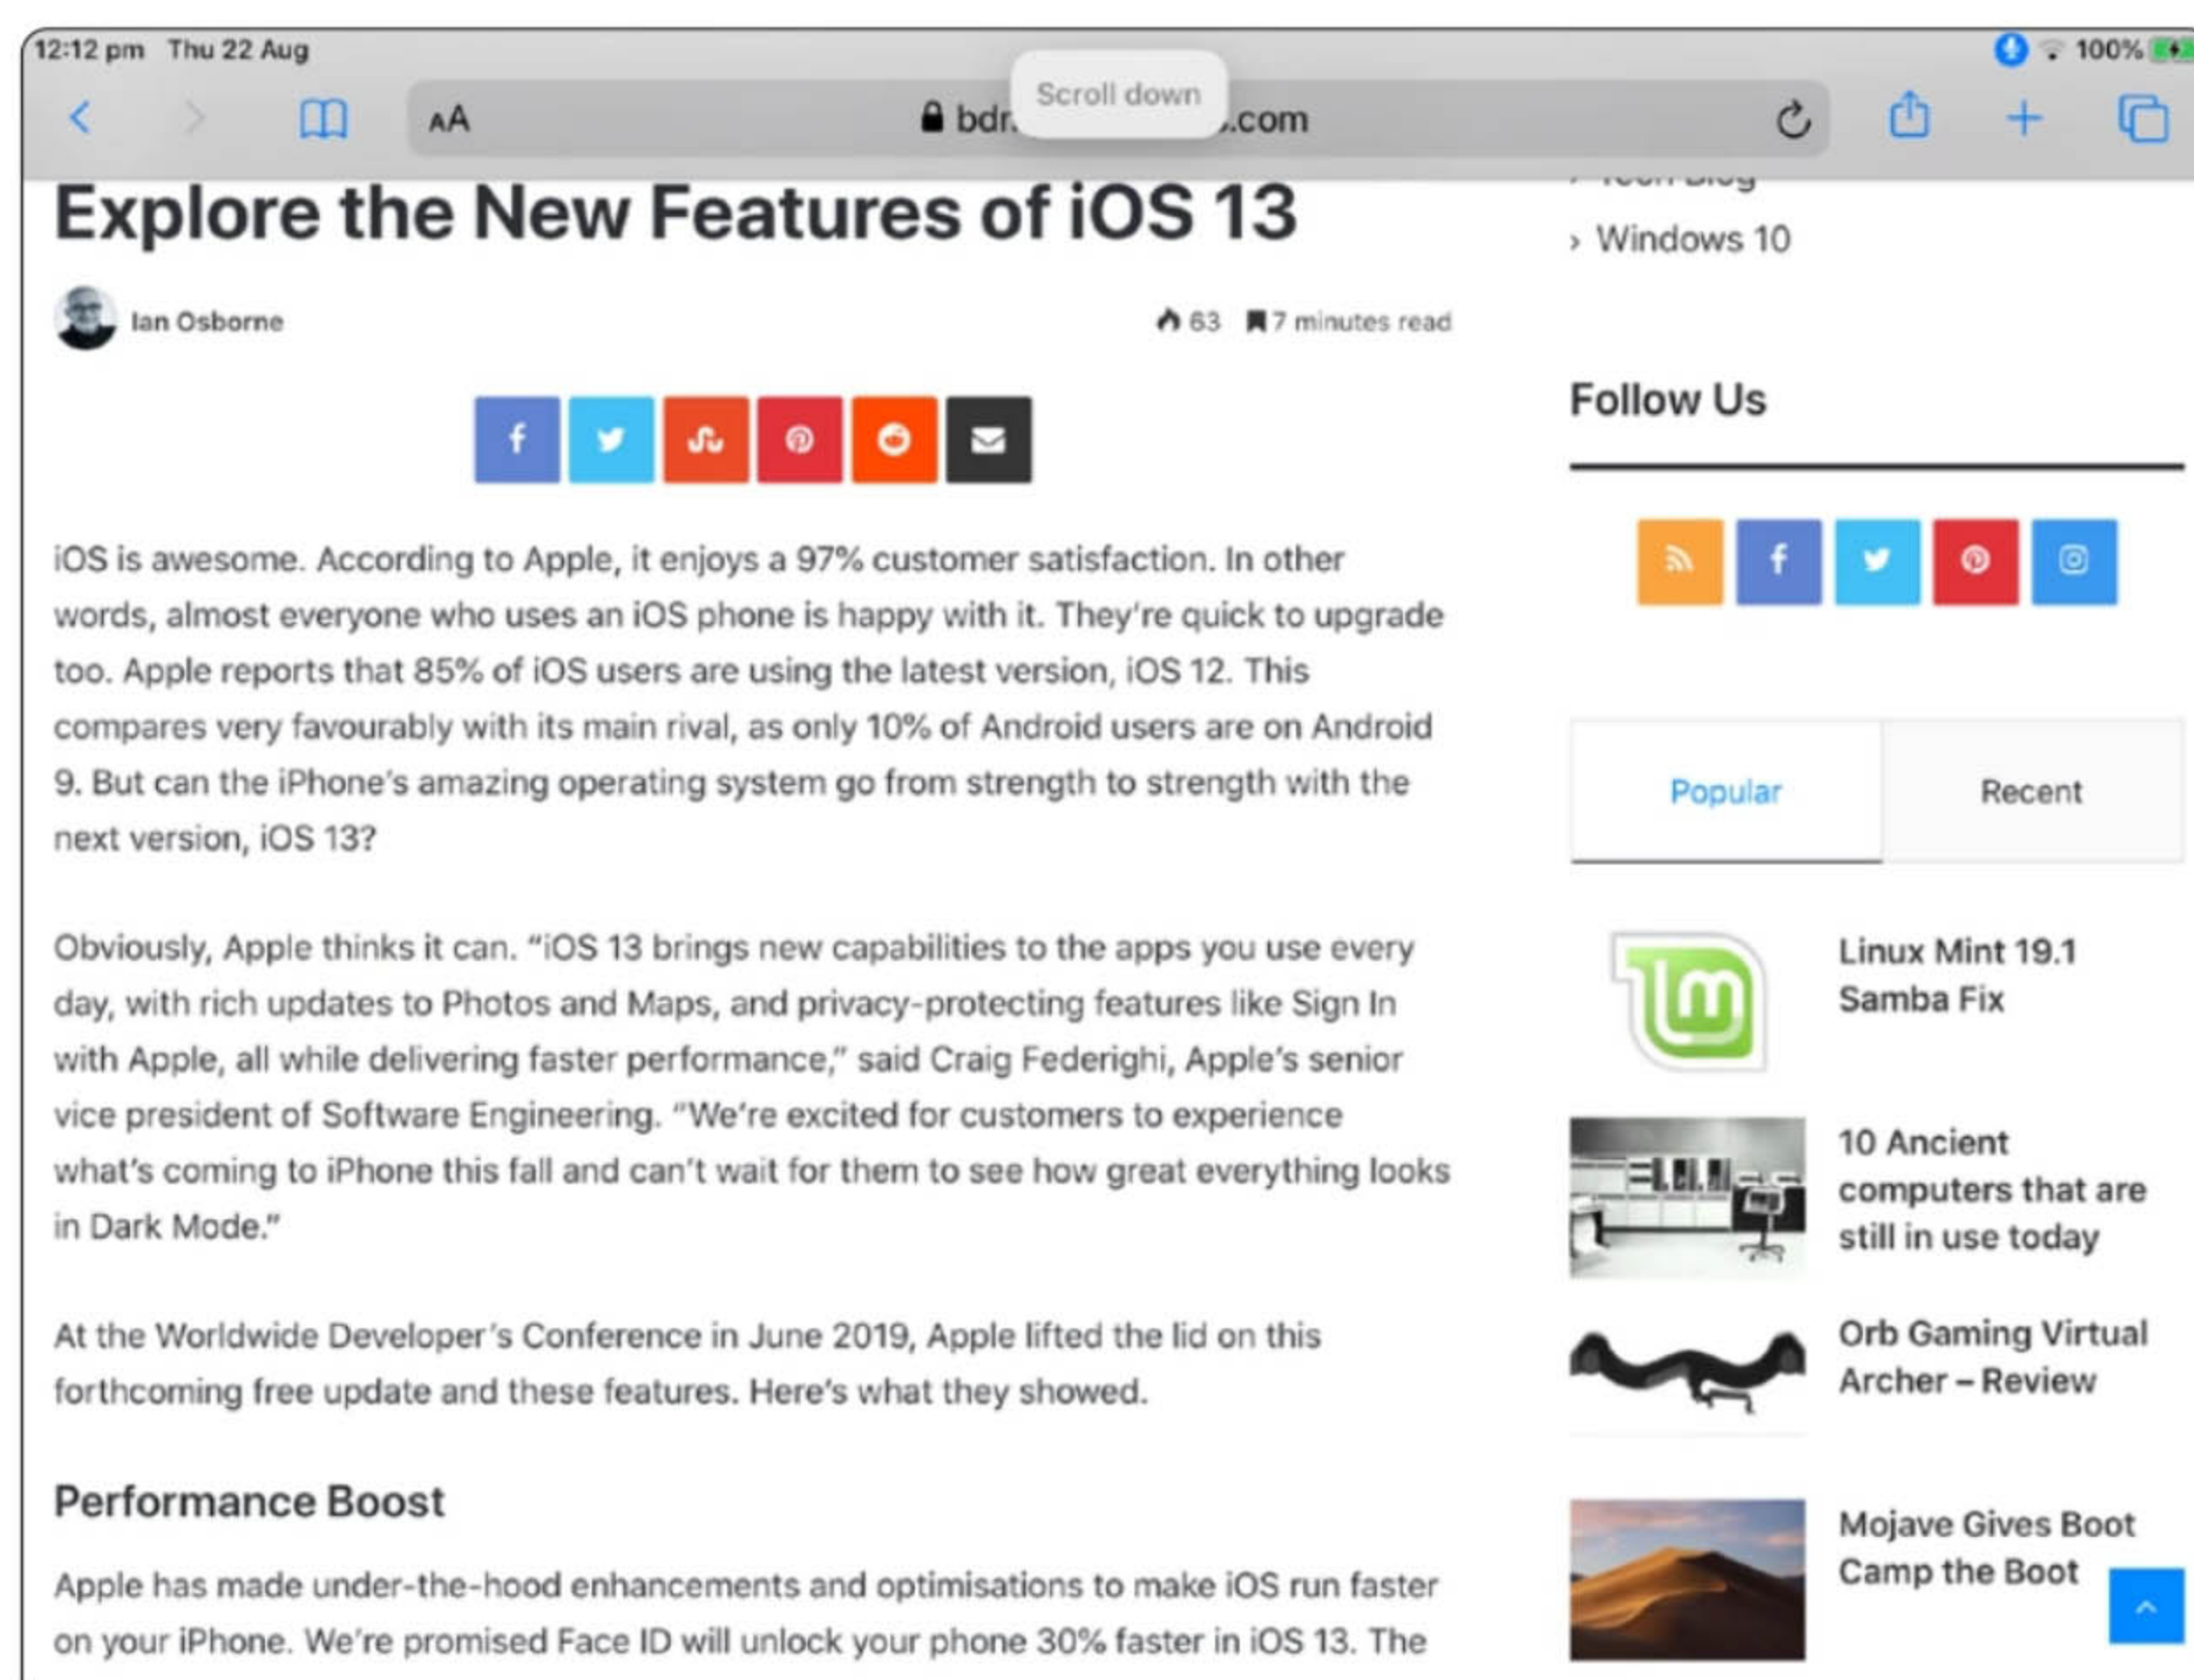 12:12 pm Thu 22 Aug
100%
Scroll down
AA
.com
Explore the New Features of iOS 13
Ian Osborne
63 7 minutes read
iOS is awesome. According to Apple, it enjoys a 97% customer satisfaction. In other
words, almost everyone who uses an iOS phone is happy with it. They're quick to upgrade
too. Apple reports that 85% of iOS users are using the latest version, iOS 12. This
compares very favourably with its main rival, as only 10% of Android users are on Android
9. But can the iPhone's amazing operating system go from strength to strength with the
next version, iOS 13?
Obviously, Apple thinks it can. “iOS 13 brings new capabilities to the apps you use every
day, with rich updates to Photos and Maps, and privacy-protecting features like Sign In
with Apple, all while delivering faster performance,” said Craig Federighi, Apple's senior
vice president of Software Engineering. “We're excited for customers to experience
what's coming to iPhone this fall and can't wait for them to see how great everything looks
in Dark Mode.”
At the Worldwide Developer's Conference in June 2019, Apple lifted the lid on this
forthcoming free update and these features. Here's what they showed.
Performance Boost
Apple has made under-the-hood enhancements and optimisations to make iOS run faster
on your iPhone. We're promised Face ID will unlock your phone 30% faster in iOS 13. The
Tech Blog
Windows 10
Follow Us
Popular
Recent
lm
Linux Mint 19.1
Samba Fix
10 Ancient
computers that are
still in use today
Orb Gaming Virtual
Archer – Review
Mojave Gives Boot
Camp the Boot